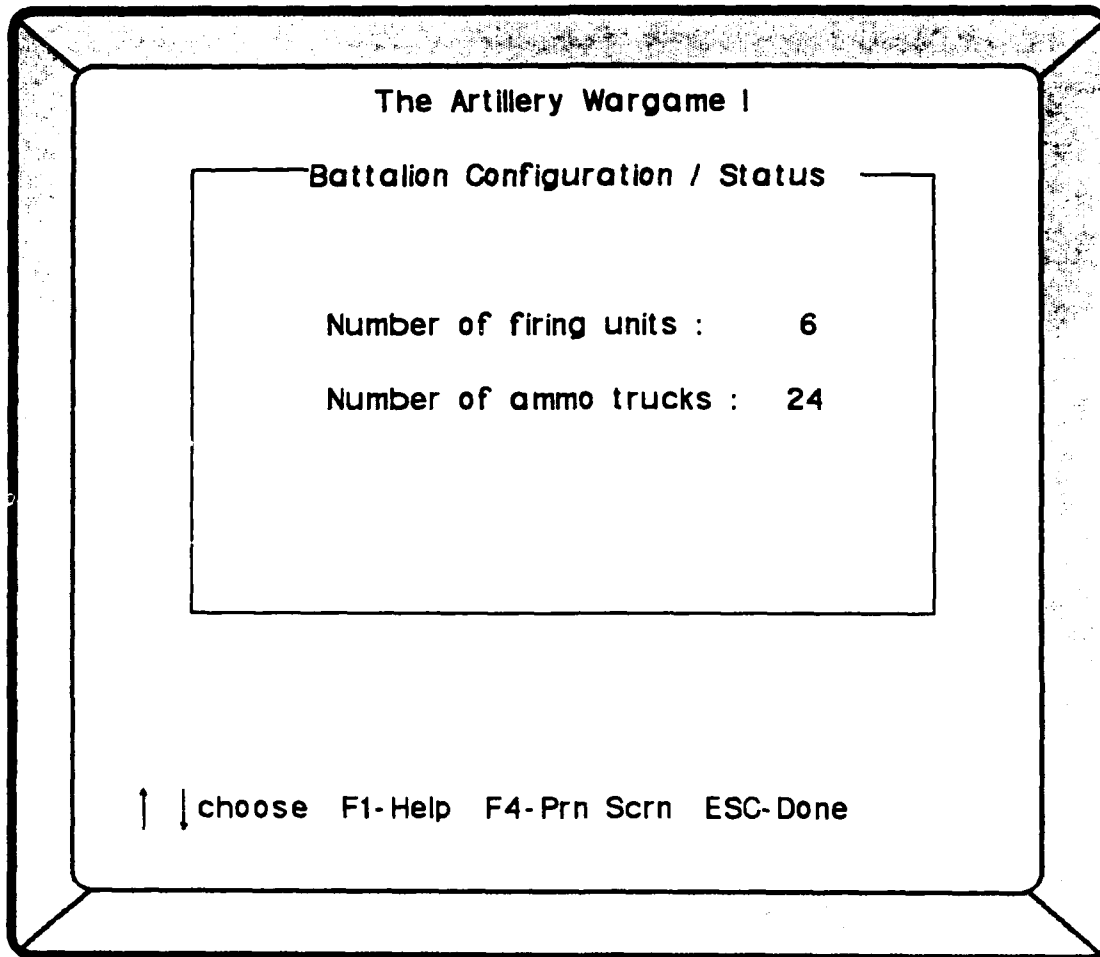 The Artillery Wargame I
Battalion Configuration / Status
Number of firing units : 6
Number of ammo trucks : 24
↑ ↓ choose F1-Help F4-Prn Scrn ESC-Done